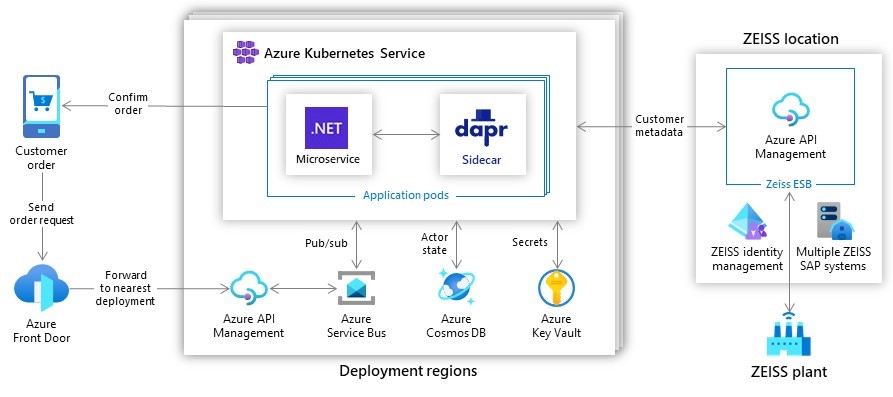 ZEISS location
Azure Kubernetes Service
.NET
Microservice
dapr
Sidecar
Application pods
Confirm
order
Customer
order
Send
order request
Azure
Front Door
Forward
to nearest
deployment
Pub/sub
Actor
state
Secrets
Azure API
Management
Azure
Service Bus
Azure
Cosmos DB
Azure
Key Vault
Deployment regions
Customer
metadata
Azure API
Management
Zeiss ESB
ZEISS identity
management
Multiple ZEISS
SAP systems
ZEISS plant